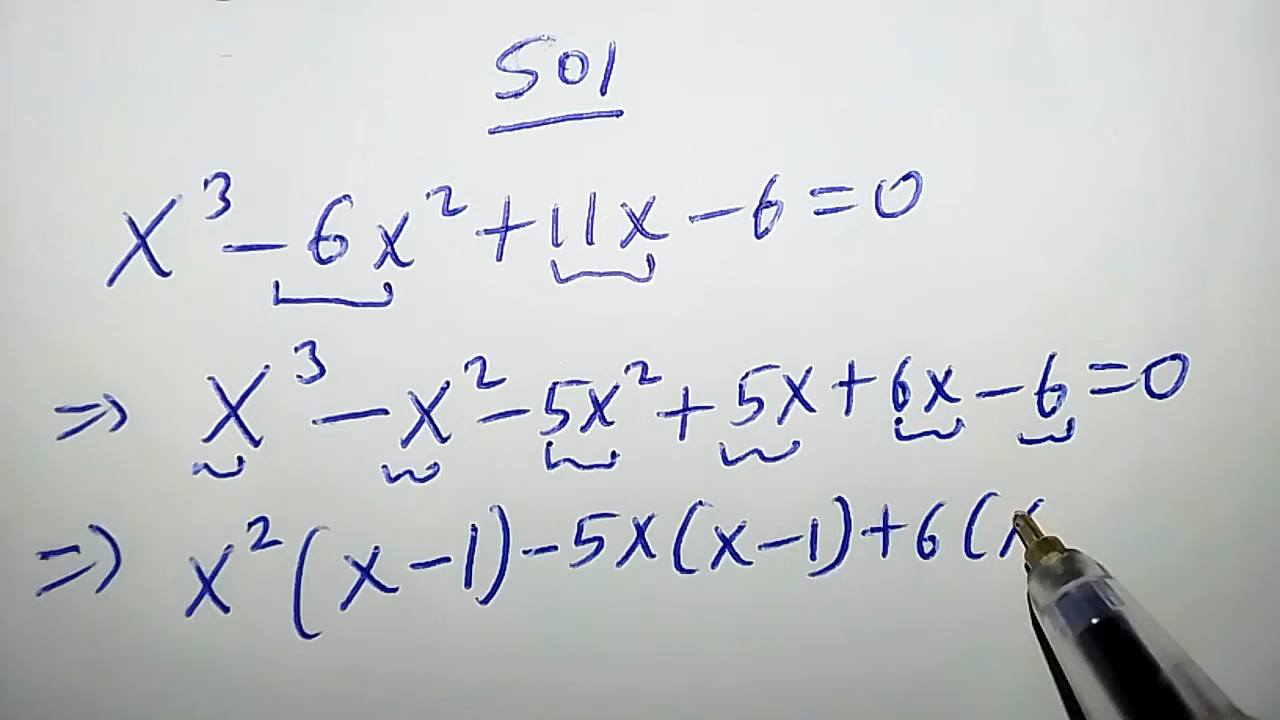 SOl
x³ - 6x² + 11x - 6 = 0
⇒ x³ - x² - 5x² + 5x + 6x - 6 = 0
⇒ x² (x - 1) - 5x (x - 1) + 6 (x